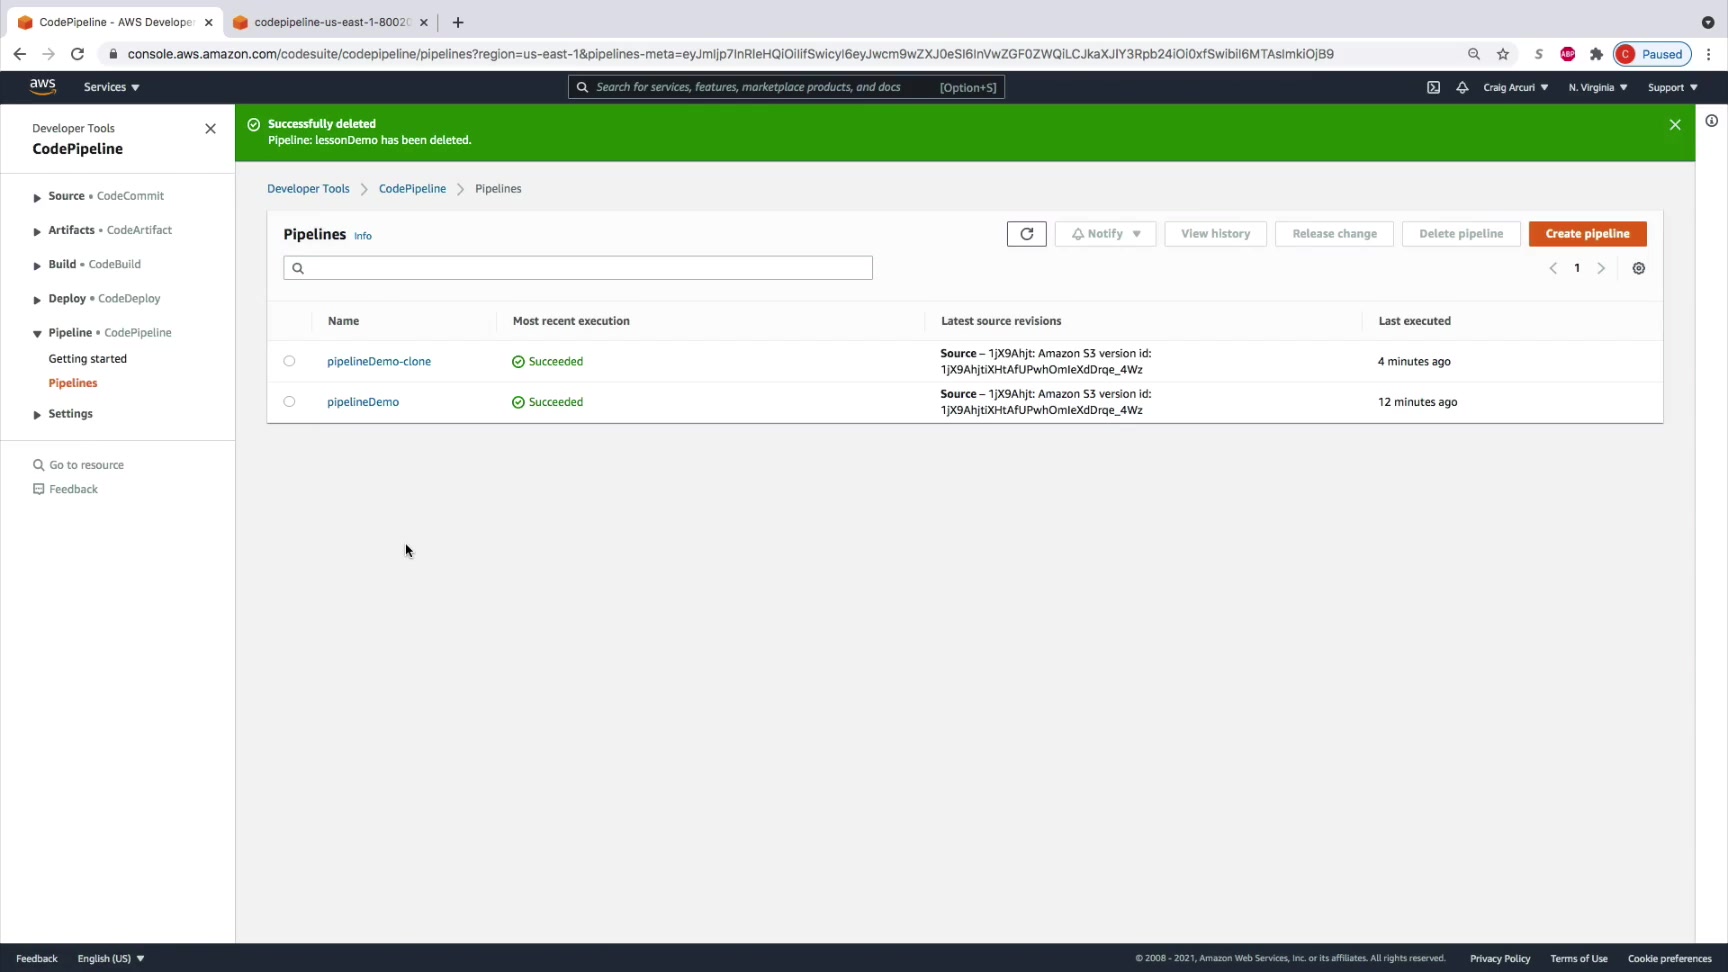 CodePipeline - AWS Developer
codepipeline-us-east-1-80020
console.aws.amazon.com/codesuite/codepipeline/pipelines?region=us-east-1&pipelines-meta=
ABP
C Paused
aws
Services
Search for services, features, marketplace products, and docs
[Option+S]
Craig Arcuri
N. Virginia
Support
Developer Tools
CodePipeline
Source • CodeCommit
Artifacts • CodeArtifact
Build • CodeBuild
Deploy • CodeDeploy
Pipeline • CodePipeline
Getting started
Pipelines
Settings
Go to resource
Feedback
Successfully deleted
Pipeline: lessonDemo has been deleted.
Developer Tools
CodePipeline
Pipelines
Pipelines Info
Notify
View history
Release change
Delete pipeline
Create pipeline
1
Name
Most recent execution
Latest source revisions
Last executed
pipelineDemo-clone
Succeeded
Source – 1jX9Ahjt: Amazon S3 version id:
1jX9AhjtiXHtAfUPwhOmIeXdDrqe_4Wz
4 minutes ago
pipelineDemo
Succeeded
Source – 1jX9Ahjt: Amazon S3 version id:
1jX9AhjtiXHtAfUPwhOmIeXdDrqe_4Wz
12 minutes ago
Feedback
English (US)
© 2008 - 2021, Amazon Web Services, Inc. or its affiliates. All rights reserved.
Privacy Policy
Terms of Use
Cookie preferences